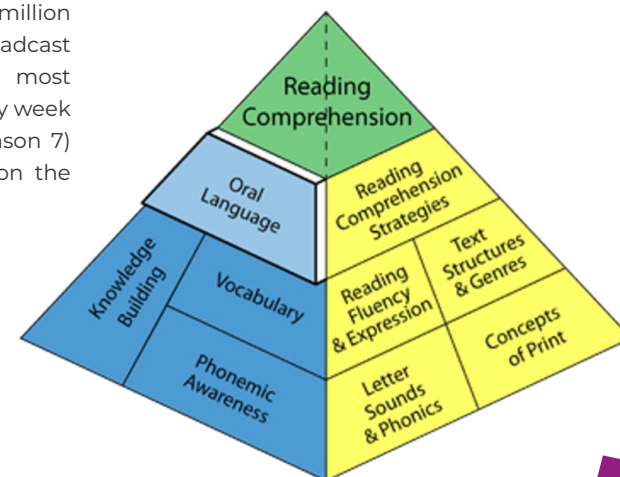 million
adcast
most
y week
ason 7)
on the
Reading
Comprehension
Oral
Language
Reading
Comprehension
Strategies
Knowledge
Building
Vocabulary
Phonemic
Awareness
Reading
Fluency
& Expression
Text
Structures
& Genres
Letter
Sounds
& Phonics
Concepts
of Print